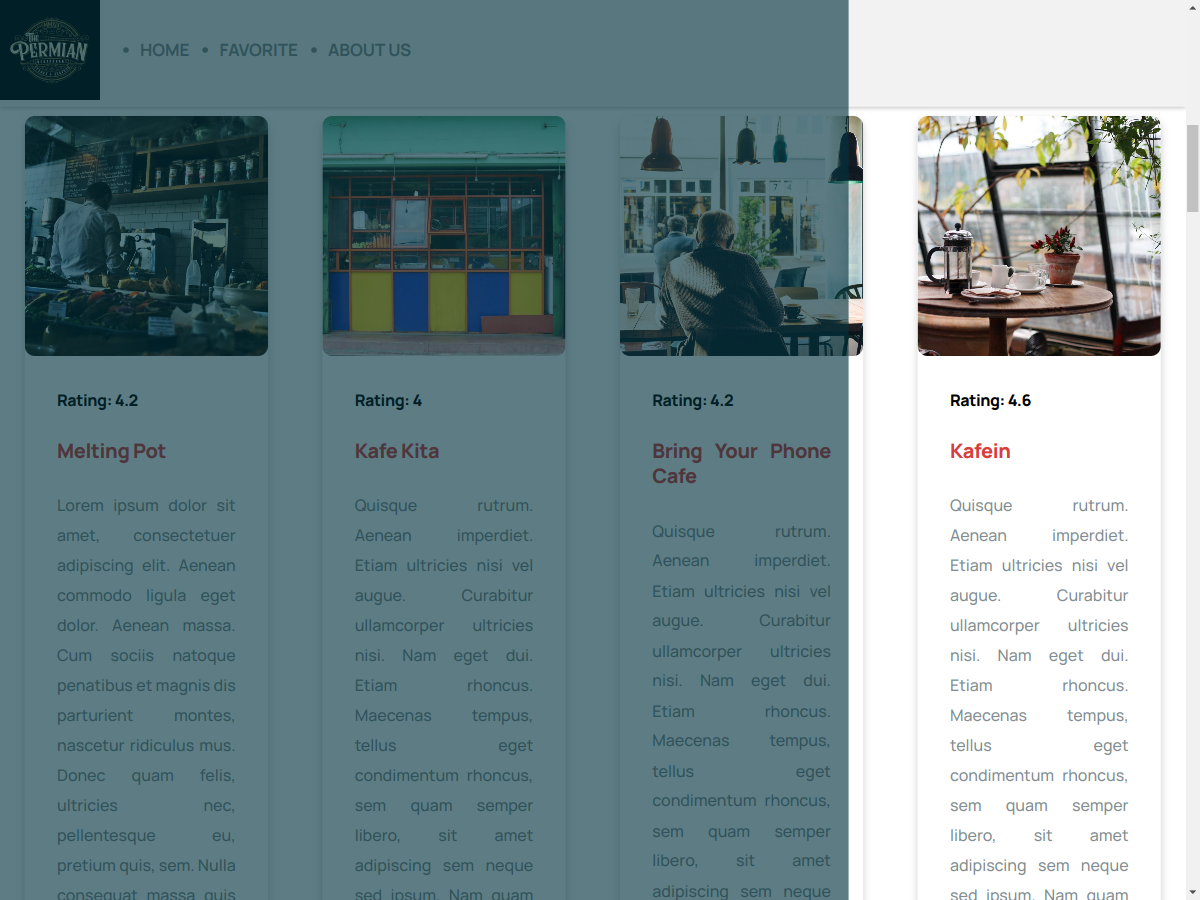 THE
PERMIAN
HOME
FAVORITE
ABOUT US
Rating: 4.2
Melting Pot
Lorem ipsum dolor sit
amet, consectetuer
adipiscing elit. Aenean
commodo ligula eget
dolor. Aenean massa.
Cum sociis natoque
penatibus et magnis dis
parturient montes,
nascetur ridiculus mus.
Donec quam felis,
ultricies nec,
pellentesque eu,
pretium quis, sem. Nulla
consequat massa quis
Rating: 4
Kafe Kita
Quisque rutrum.
Aenean imperdiet.
Etiam ultricies nisi vel
augue. Curabitur
ullamcorper ultricies
nisi. Nam eget dui.
Etiam rhoncus.
Maecenas tempus,
tellus eget
condimentum rhoncus,
sem quam semper
libero, sit amet
adipiscing sem neque
sed ipsum. Nam quam
Rating: 4.2
Bring Your Phone
Cafe
Quisque rutrum.
Aenean imperdiet.
Etiam ultricies nisi vel
augue. Curabitur
ullamcorper ultricies
nisi. Nam eget dui.
Etiam rhoncus.
Maecenas tempus,
tellus eget
condimentum rhoncus,
sem quam semper
libero, sit amet
adipiscing sem neque
Rating: 4.6
Kafein
Quisque rutrum.
Aenean imperdiet.
Etiam ultricies nisi vel
augue. Curabitur
ullamcorper ultricies
nisi. Nam eget dui.
Etiam rhoncus.
Maecenas tempus,
tellus eget
condimentum rhoncus,
sem quam semper
libero, sit amet
adipiscing sem neque
sed ipsum. Nam quam